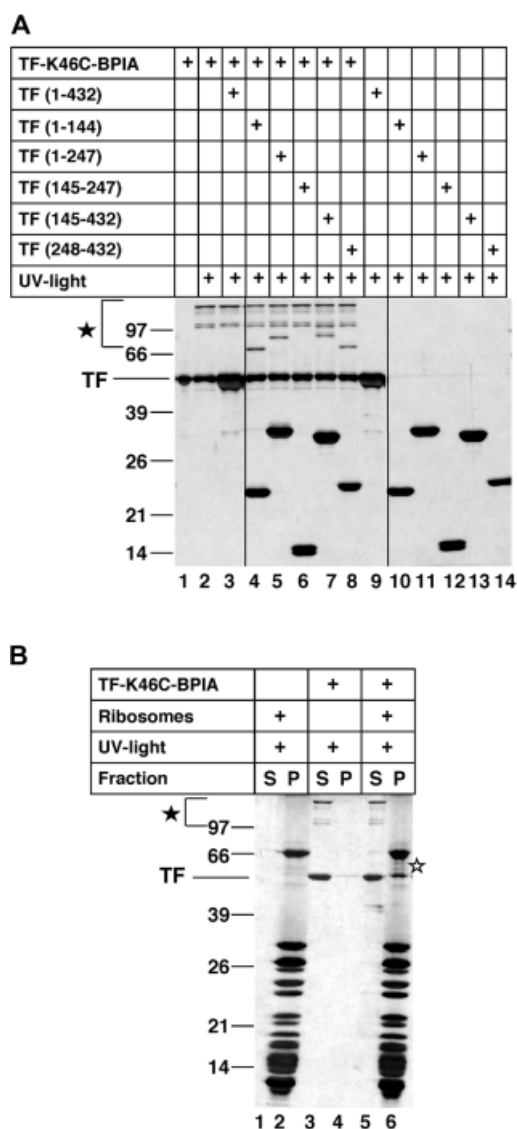 A
TF-K46C-BPIA + + + + + + + +
TF (1-432) + +
TF (1-144) + +
TF (1-247) + +
TF (145-247) + +
TF (145-432) + +
TF (248-432) + +
UV-light + + + + + + + + + + + + +
★
97
66
TF
39
26
21
14
1 2 3 4 5 6 7 8 9 10 11 12 13 14
B
TF-K46C-BPIA + +
Ribosomes + +
UV-light + + +
Fraction S P S P S P
★
97
66
☆
TF
39
26
21
14
1 2 3 4 5 6